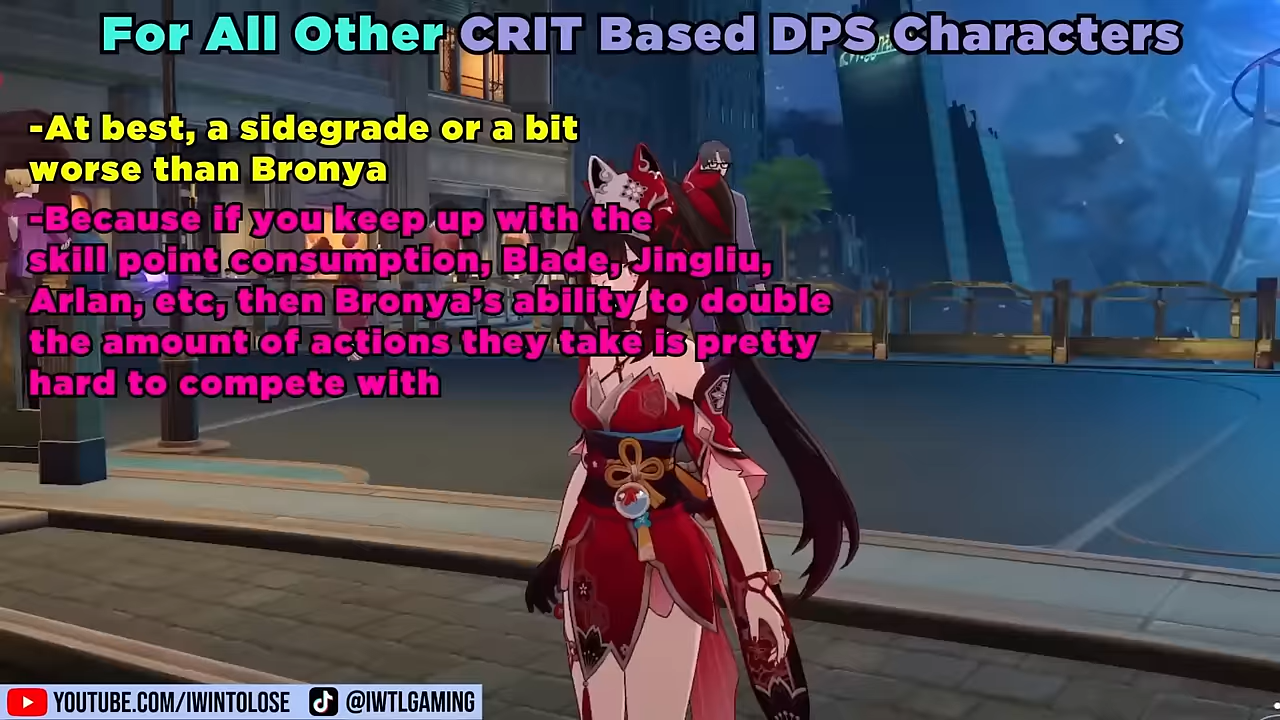 For All Other CRIT Based DPS Characters
-At best, a sidegrade or a bit
worse than Bronya
-Because if you keep up with the
skill point consumption, Blade, Jingliu,
Arlan, etc, then Bronya's ability to double
the amount of actions they take is pretty
hard to compete with
YOUTUBE.COM/IWINTOLOSE @IWTLGAMING